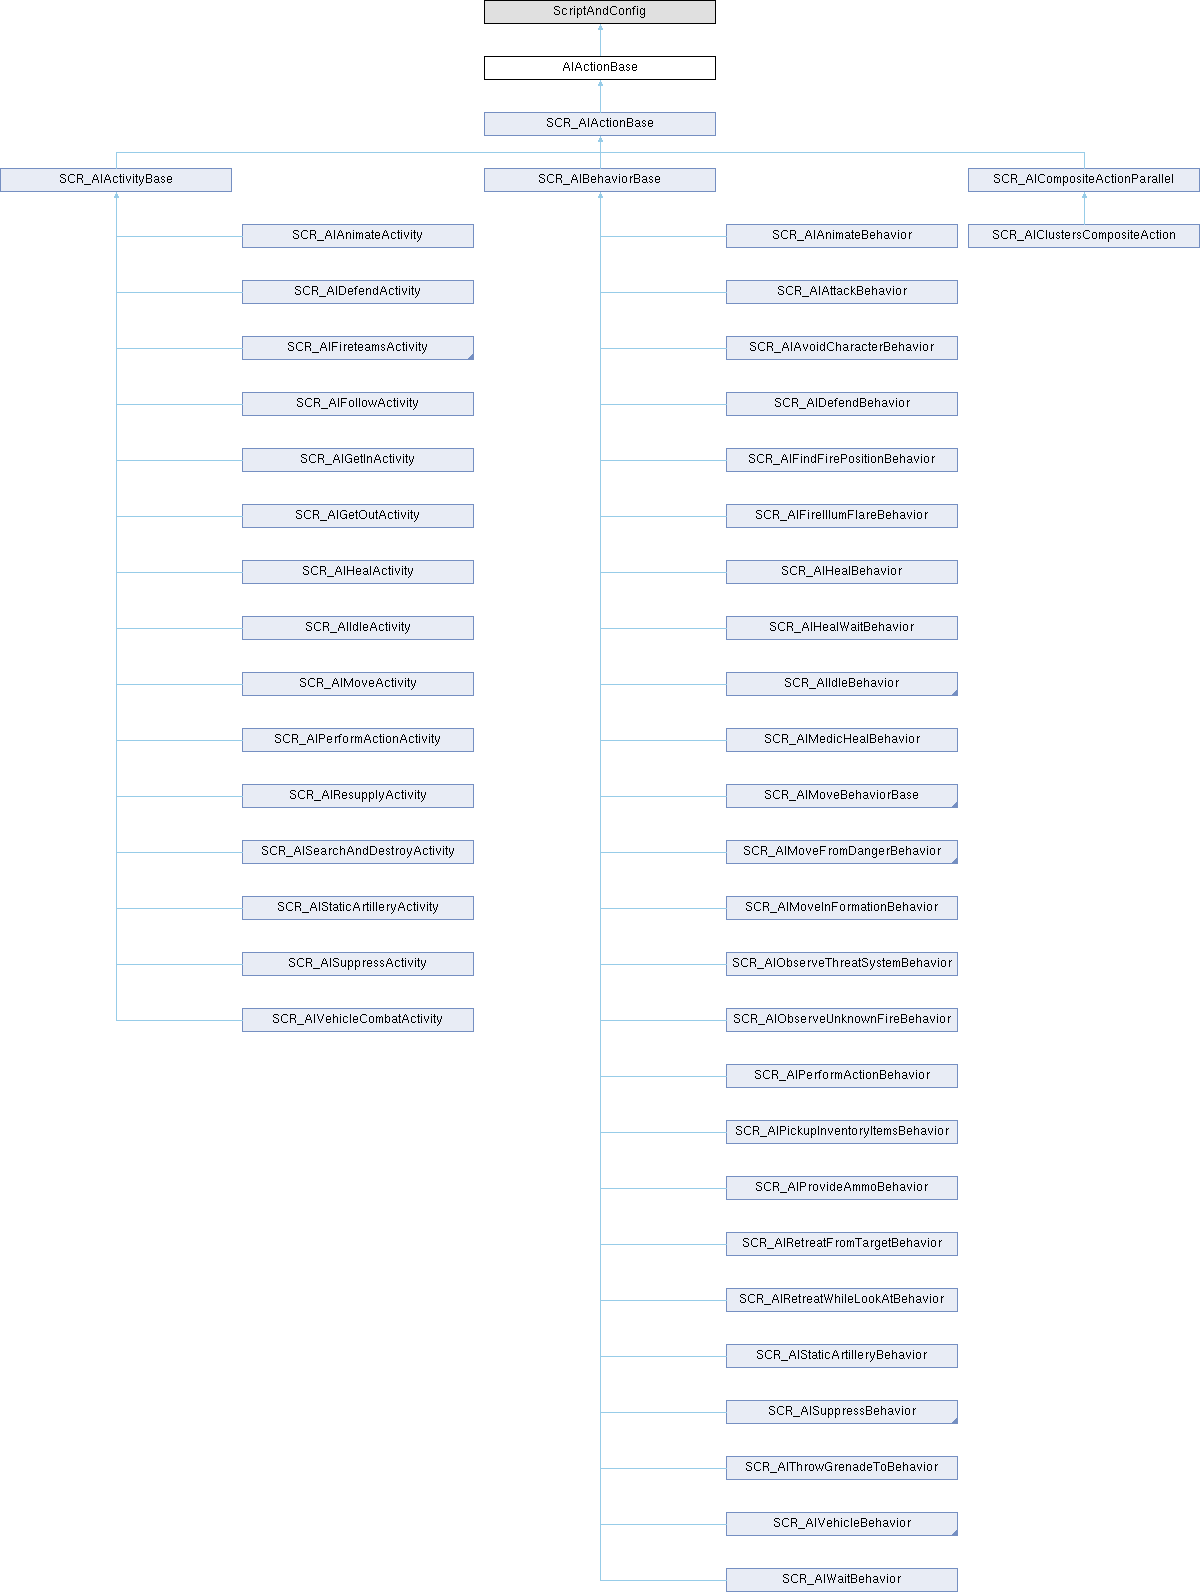 ScriptAndConfig
AIActionBase
SCR_AIActionBase
SCR_AIActivityBase
SCR_AIBehaviorBase
SCR_AICompositeActionParallel
SCR_AIAnimateActivity
SCR_AIAnimateBehavior
SCR_AIClustersCompositeAction
SCR_AIDefendActivity
SCR_AIAttackBehavior
SCR_AIFireteamsActivity
SCR_AIAvoidCharacterBehavior
SCR_AIFollowActivity
SCR_AIDefendBehavior
SCR_AIGetInActivity
SCR_AIFindFirePositionBehavior
SCR_AIGetOutActivity
SCR_AIFireIllumFlareBehavior
SCR_AIHealActivity
SCR_AIHealBehavior
SCR_AIIdleActivity
SCR_AIHealWaitBehavior
SCR_AIMoveActivity
SCR_AIIdleBehavior
SCR_AIPerformActionActivity
SCR_AIMedicHealBehavior
SCR_AIResupplyActivity
SCR_AIMoveBehaviorBase
SCR_AISearchAndDestroyActivity
SCR_AIMoveFromDangerBehavior
SCR_AIStaticArtilleryActivity
SCR_AIMoveInFormationBehavior
SCR_AISuppressActivity
SCR_AIObserveThreatSystemBehavior
SCR_AIVehicleCombatActivity
SCR_AIObserveUnknownFireBehavior
SCR_AIPerformActionBehavior
SCR_AIPickupInventoryItemsBehavior
SCR_AIProvideAmmoBehavior
SCR_AIRetreatFromTargetBehavior
SCR_AIRetreatWhileLookAtBehavior
SCR_AIStaticArtilleryBehavior
SCR_AISuppressBehavior
SCR_AIThrowGrenadeToBehavior
SCR_AIVehicleBehavior
SCR_AIWaitBehavior